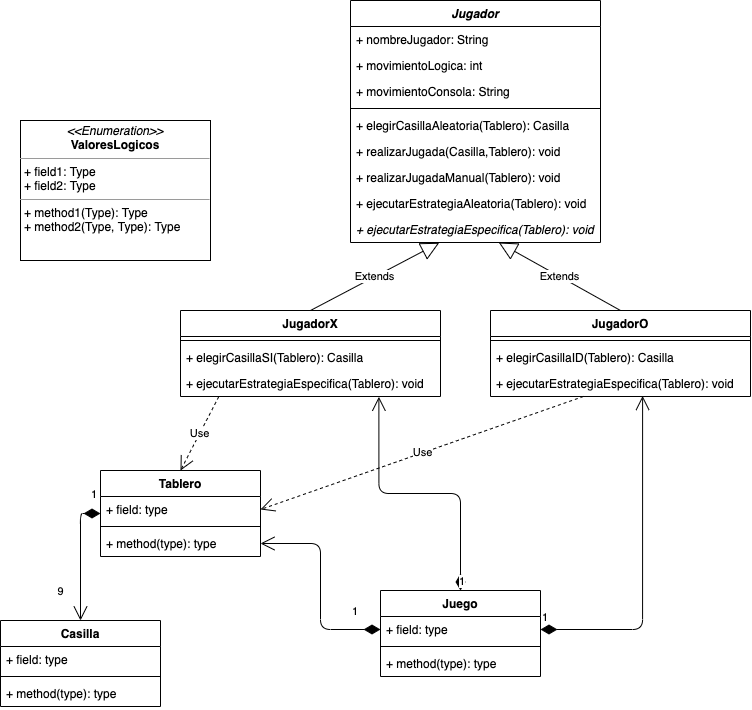 Jugador
+ nombreJugador: String
+ movimientoLogica: int
+ movimientoConsola: String
+ elegirCasillaAleatoria(Tablero): Casilla
+ realizarJugada(Casilla,Tablero): void
+ realizarJugadaManual(Tablero): void
+ ejecutarEstrategiaAleatoria(Tablero): void
+ ejecutarEstrategiaEspecifica(Tablero): void
<<Enumeration>>
ValoresLogicos
+ field1: Type
+ field2: Type
+ method1(Type): Type
+ method2(Type, Type): Type
Extends
Extends
JugadorX
+ elegirCasillaSI(Tablero): Casilla
+ ejecutarEstrategiaEspecifica(Tablero): void
JugadorO
+ elegirCasillaID(Tablero): Casilla
+ ejecutarEstrategiaEspecifica(Tablero): void
Use
Use
Tablero
+ field: type
+ method(type): type
1
9
Casilla
+ field: type
+ method(type): type
1
1
1
Juego
+ field: type
+ method(type): type